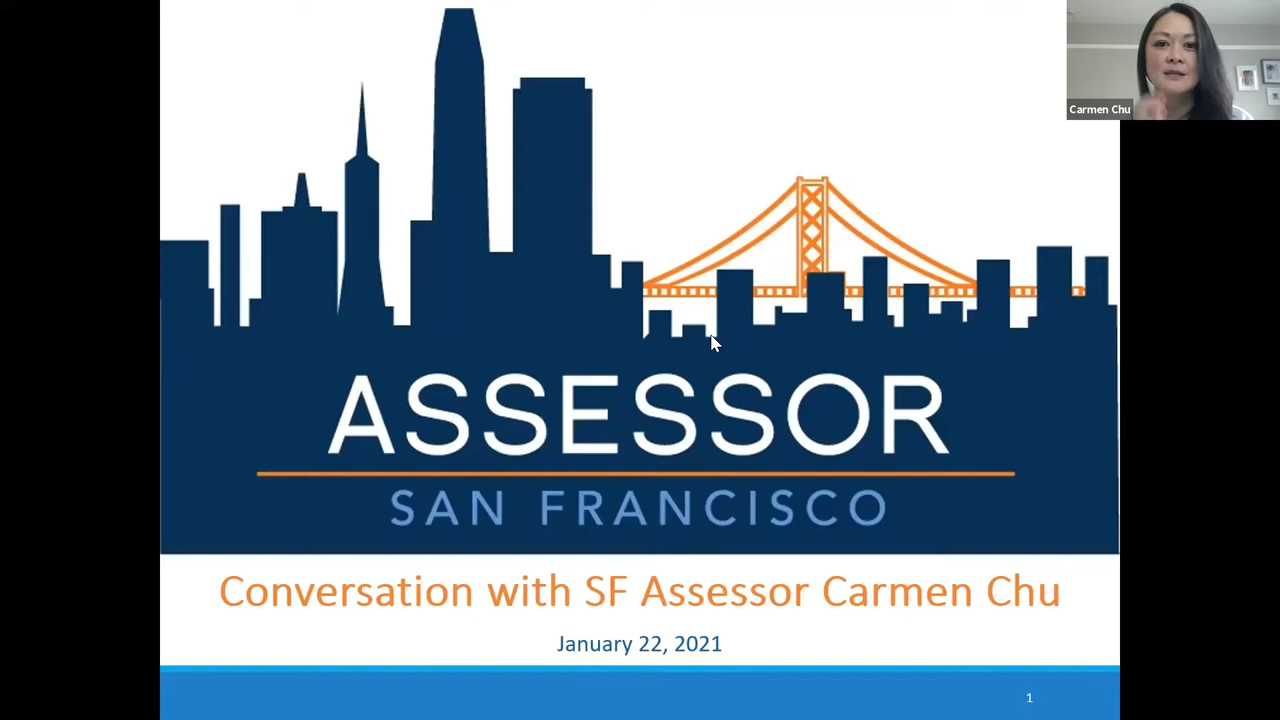 Carmen Chu
ASSESSOR
SAN FRANCISCO
Conversation with SF Assessor Carmen Chu
January 22, 2021
1